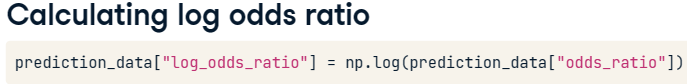 Calculating log odds ratio
prediction_data["log_odds_ratio"] = np.log(prediction_data["odds_ratio"])